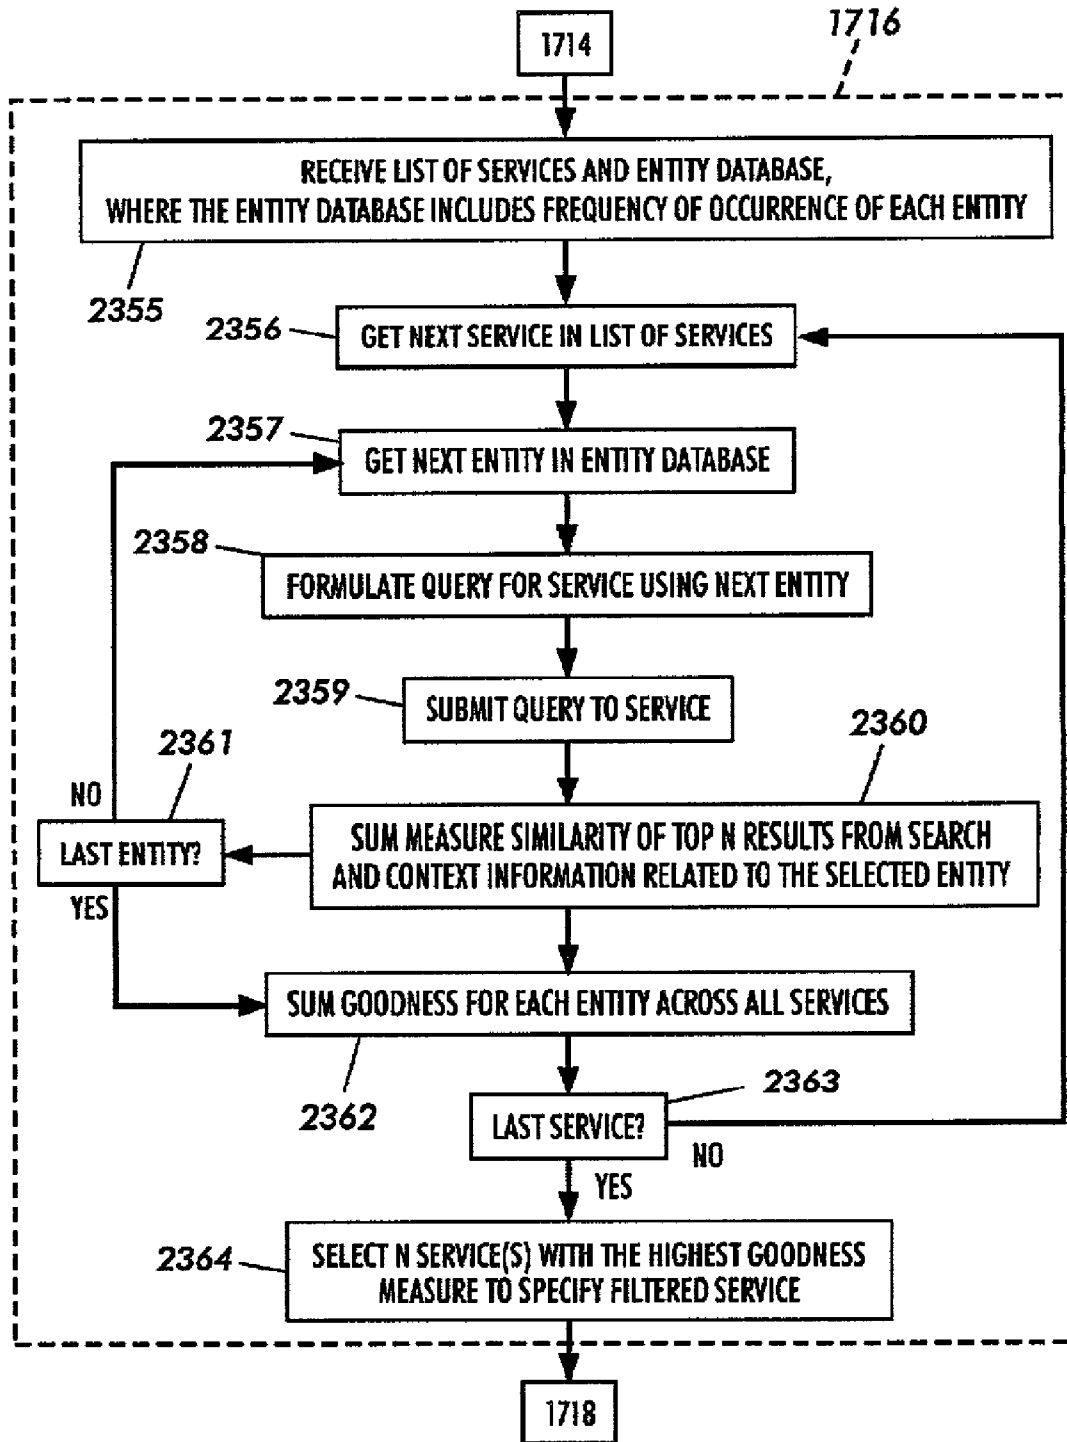 1716
1714
RECEIVE LIST OF SERVICES AND ENTITY DATABASE,
WHERE THE ENTITY DATABASE INCLUDES FREQUENCY OF OCCURRENCE OF EACH ENTITY
2355
2356
GET NEXT SERVICE IN LIST OF SERVICES
2357
GET NEXT ENTITY IN ENTITY DATABASE
2358
FORMULATE QUERY FOR SERVICE USING NEXT ENTITY
2359
SUBMIT QUERY TO SERVICE
2360
2361
NO
LAST ENTITY?
YES
SUM MEASURE SIMILARITY OF TOP N RESULTS FROM SEARCH
AND CONTEXT INFORMATION RELATED TO THE SELECTED ENTITY
SUM GOODNESS FOR EACH ENTITY ACROSS ALL SERVICES
2362
2363
LAST SERVICE?
NO
YES
2364
SELECT N SERVICE(S) WITH THE HIGHEST GOODNESS
MEASURE TO SPECIFY FILTERED SERVICE
1718